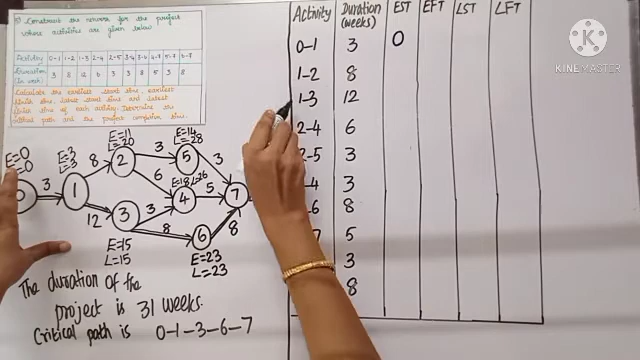 Construct the network for the project
whose activities are given below
Activity 0-1 1-2 1-3 2-4 2-5 3-4 3-6 4-7 5-7 6-7
Duration 3 8 12 6 3 3 8 5 3 8
Calculate the earliest start time, earliest
finish time, latest start time and latest
finish time of each activity. Determine the
critical path and the project completion time.
E=0
=0
3
1
E=3
L=3
8
12
2
E=11
L=20
3
6
5
E=14
L=28
3
4
E=18 L=26
5
7
3
E=15
L=15
3
8
6
E=23
L=23
8
The duration of the
project is 31 weeks.
Critical path is 0-1-3-6-7
Activity Duration (weeks) EST EFT LST LFT
0-1 3 0
1-2 8
1-3 12
2-4 6
-5 3
-4 3
-6 8
5
3
8
KINEMASTER